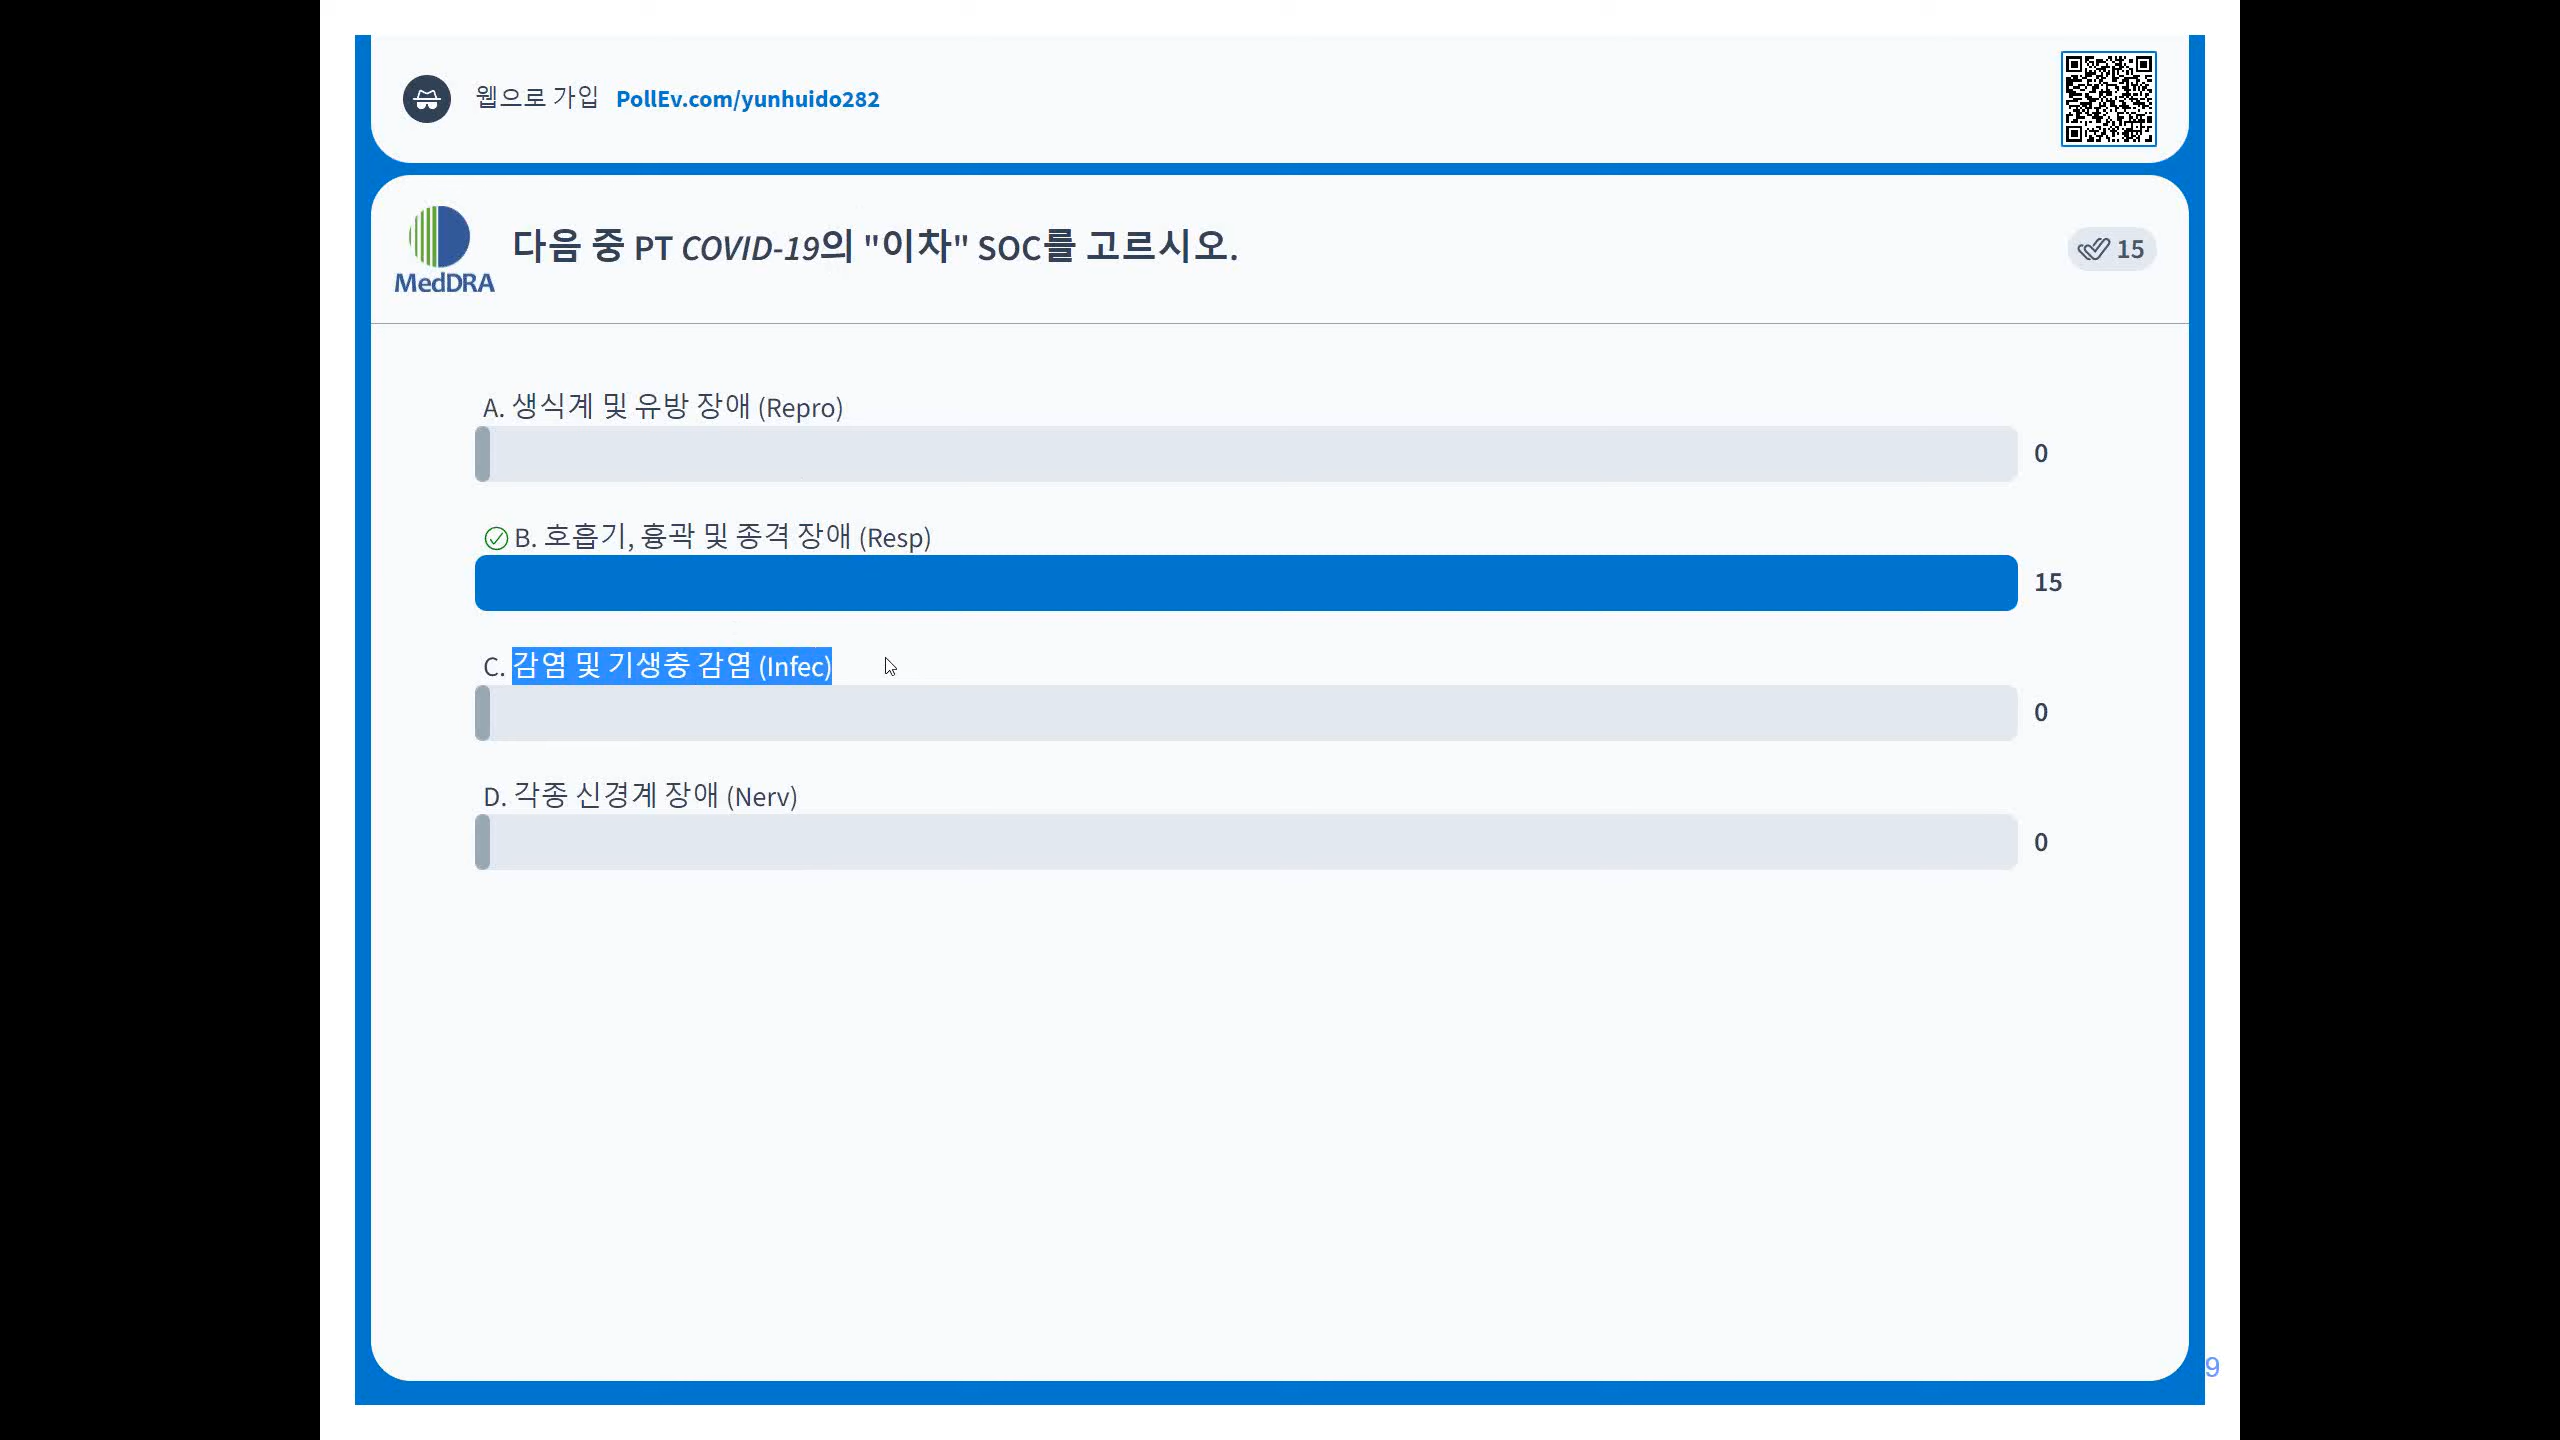 웹으로 가입 PollEv.com/yunhuido282
MedDRA
다음 중 PT COVID-19의 "이차" SOC를 고르시오.
15
A. 생식계 및 유방 장애 (Repro)
0
B. 호흡기, 흉곽 및 종격 장애 (Resp)
15
C. 감염 및 기생충 감염 (Infec)
0
D. 각종 신경계 장애 (Nerv)
0
9